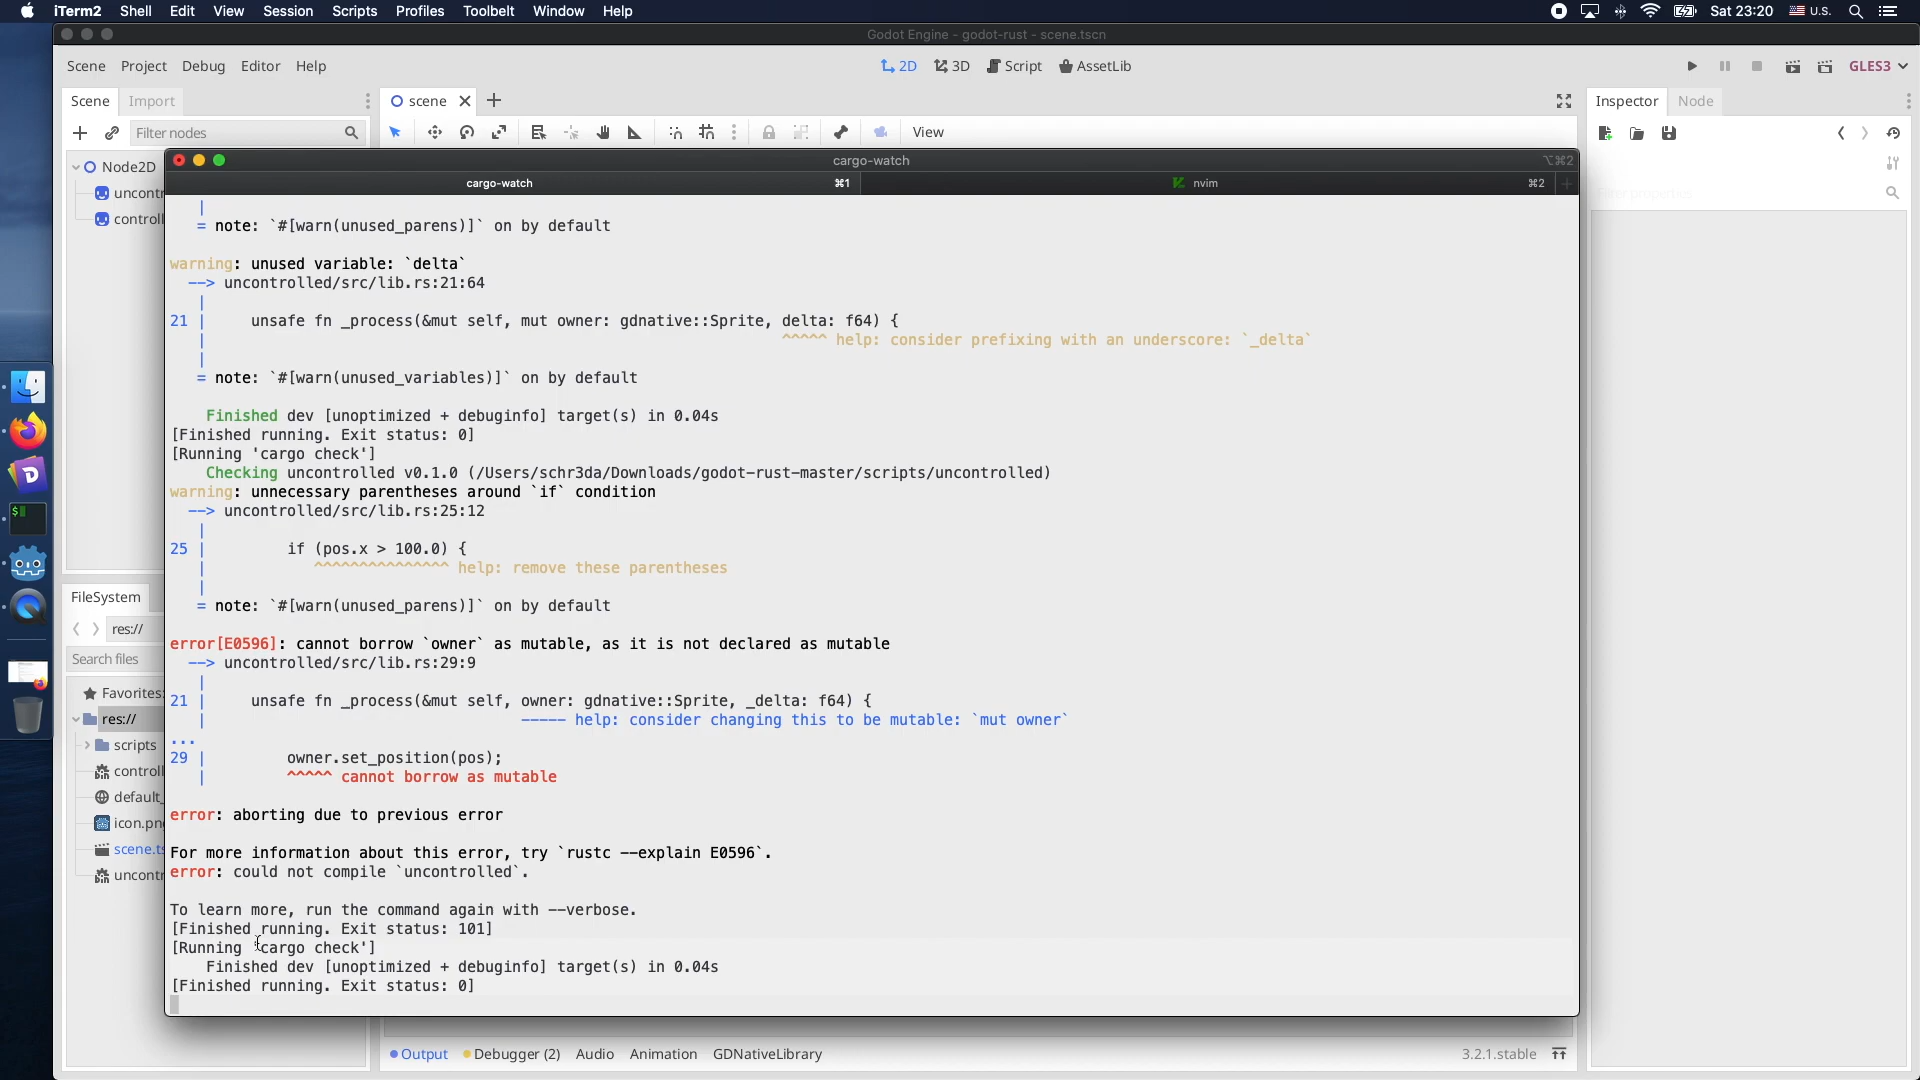 iTerm2 Shell Edit View Session Scripts Profiles Toolbelt Window Help Sat 23:20 U.S.
Godot Engine - godot-rust - scene.tscn
Scene Project Debug Editor Help 2D 3D Script AssetLib GLES3
Scene Import scene Inspector Node
Filter nodes View
Node2D
uncontr
controll
cargo-watch ⌥⌘2
cargo-watch ⌘1 nvim ⌘2
|
= note: `#[warn(unused_parens)]` on by default
warning: unused variable: `delta`
--> uncontrolled/src/lib.rs:21:64
|
21 | unsafe fn _process(&mut self, mut owner: gdnative::Sprite, delta: f64) {
| ^^^^^ help: consider prefixing with an underscore: `_delta`
|
= note: `#[warn(unused_variables)]` on by default
Finished dev [unoptimized + debuginfo] target(s) in 0.04s
[Finished running. Exit status: 0]
[Running 'cargo check']
Checking uncontrolled v0.1.0 (/Users/schr3da/Downloads/godot-rust-master/scripts/uncontrolled)
warning: unnecessary parentheses around `if` condition
--> uncontrolled/src/lib.rs:25:12
|
25 | if (pos.x > 100.0) {
| ^^^^^^^^^^^^^^^ help: remove these parentheses
|
= note: `#[warn(unused_parens)]` on by default
error[E0596]: cannot borrow `owner` as mutable, as it is not declared as mutable
--> uncontrolled/src/lib.rs:29:9
|
21 | unsafe fn _process(&mut self, owner: gdnative::Sprite, _delta: f64) {
| ----- help: consider changing this to be mutable: `mut owner`
...
29 | owner.set_position(pos);
| ^^^^^ cannot borrow as mutable
error: aborting due to previous error
For more information about this error, try `rustc --explain E0596`.
error: could not compile `uncontrolled`.
To learn more, run the command again with --verbose.
[Finished running. Exit status: 101]
[Running 'cargo check']
Finished dev [unoptimized + debuginfo] target(s) in 0.04s
[Finished running. Exit status: 0]
FileSystem
res://
Search files
Favorites:
res://
scripts
controll
default_
icon.pn
scene.ts
uncontr
Output Debugger (2) Audio Animation GDNativeLibrary 3.2.1.stable